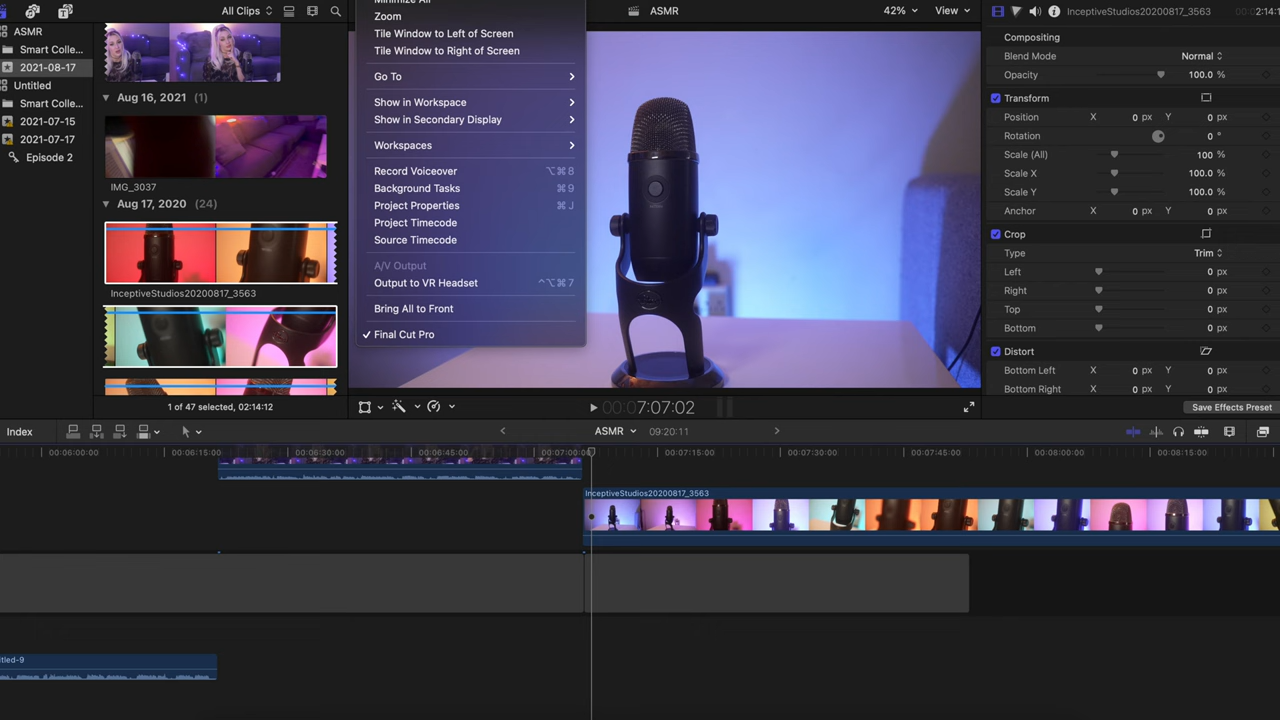 All Clips
ASMR
42%
View
InceptiveStudios20200817_3563
ASMR
Smart Colle...
2021-08-17
Untitled
Smart Colle...
2021-07-15
2021-07-17
Episode 2
Aug 16, 2021 (1)
IMG_3037
Aug 17, 2020 (24)
InceptiveStudios20200817_3563
1 of 47 selected, 02:14:12
Zoom
Tile Window to Left of Screen
Tile Window to Right of Screen
Go To
Show in Workspace
Show in Secondary Display
Workspaces
Record Voiceover ⌥⌘8
Background Tasks ⌘9
Project Properties ⌘J
Project Timecode
Source Timecode
A/V Output
Output to VR Headset ^⌥⌘7
Bring All to Front
✓ Final Cut Pro
00:07:07:02
Compositing
Blend Mode Normal
Opacity 100.0 %
Transform
Position X 0 px Y 0 px
Rotation 0 °
Scale (All) 100 %
Scale X 100.0 %
Scale Y 100.0 %
Anchor X 0 px Y 0 px
Crop
Type Trim
Left 0 px
Right 0 px
Top 0 px
Bottom 0 px
Distort
Bottom Left X 0 px Y 0 px
Bottom Right X 0 px Y 0 px
Save Effects Preset
Index
ASMR
09:20:11
00:06:00:00
00:06:15:00
00:06:30:00
00:06:45:00
00:07:00:00
00:07:15:00
00:07:30:00
00:07:45:00
00:08:00:00
00:08:15:00
InceptiveStudios20200817_3563
titled-9